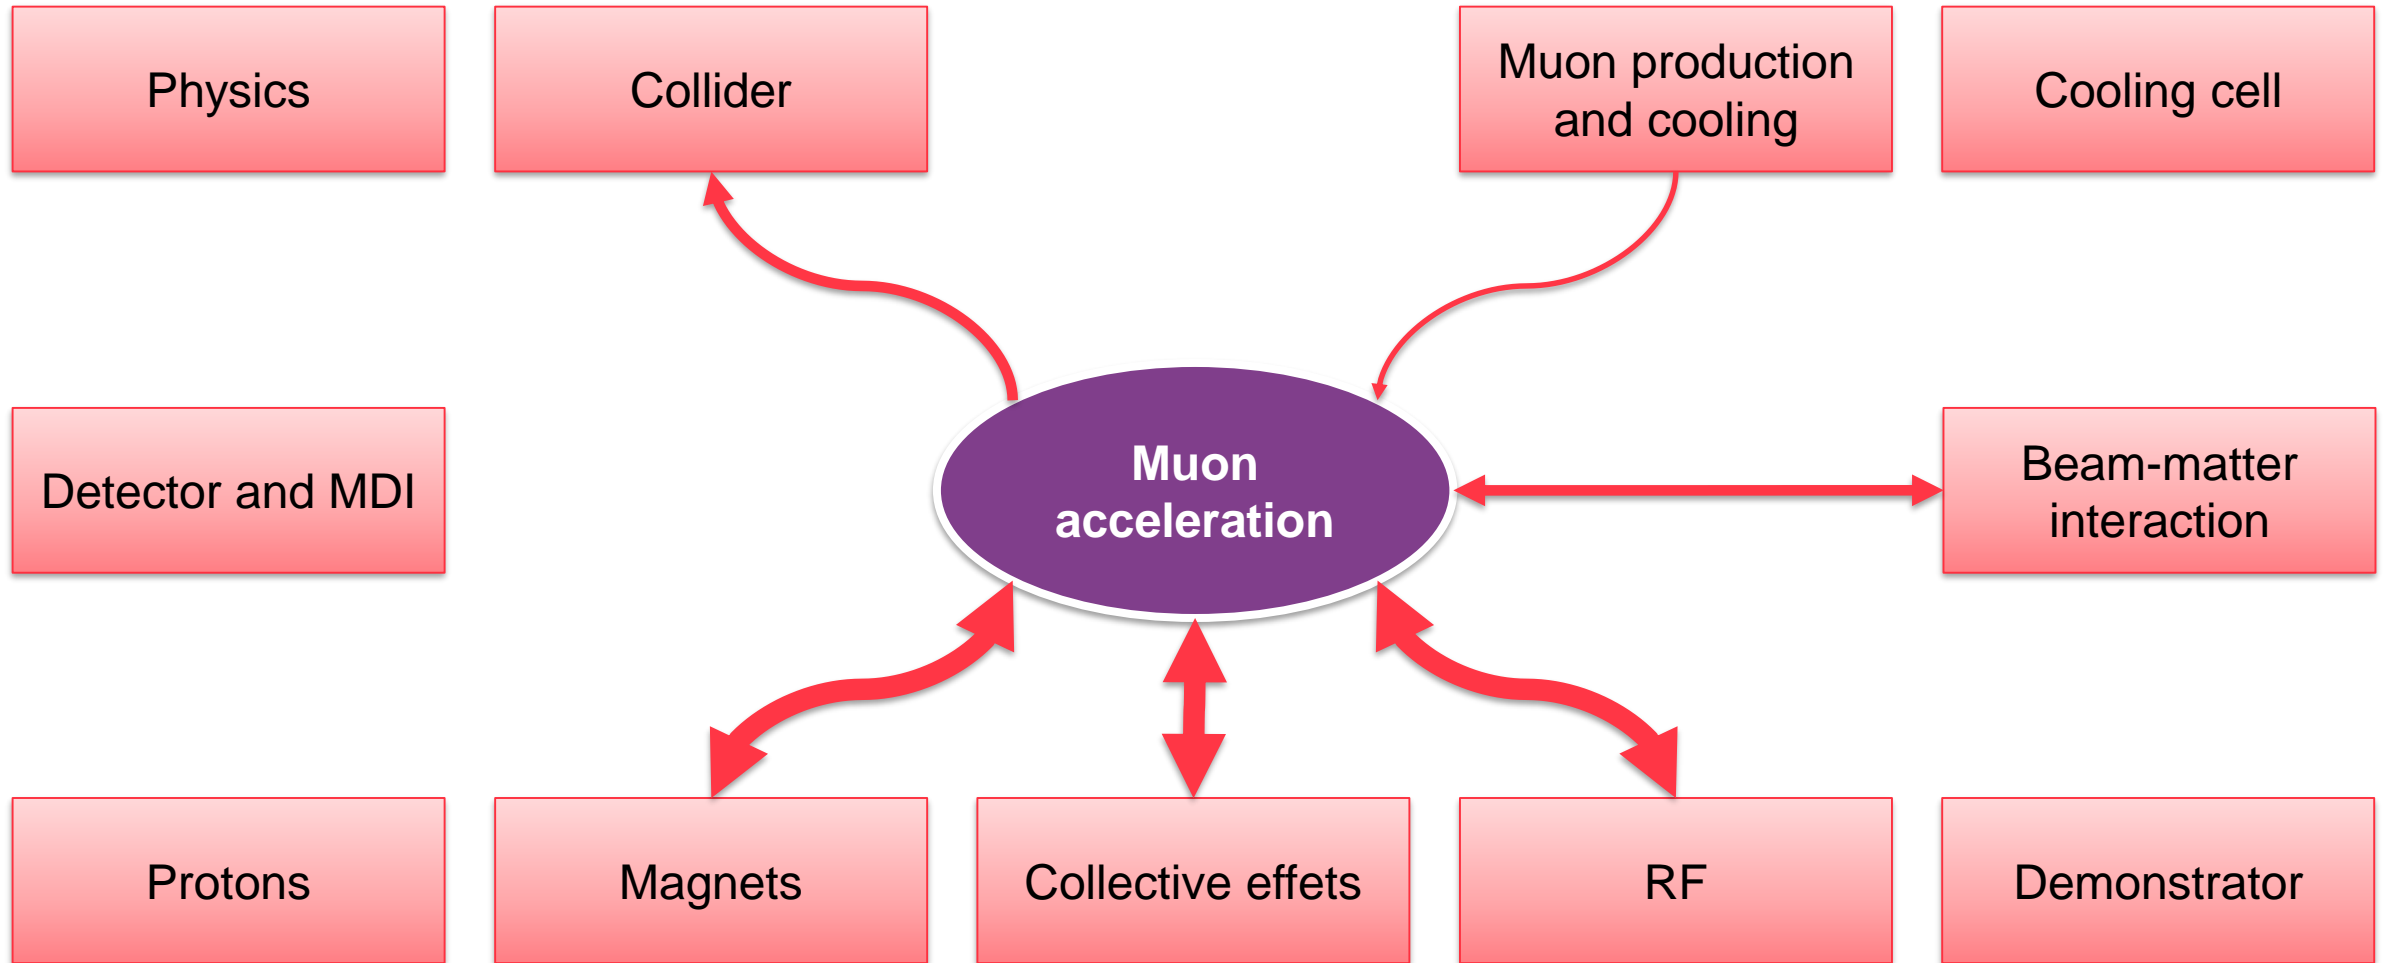 Physics
Collider
Muon production
and cooling
Cooling cell
Detector and MDI
Muon
acceleration
Beam-matter
interaction
Protons
Magnets
Collective effets
RF
Demonstrator